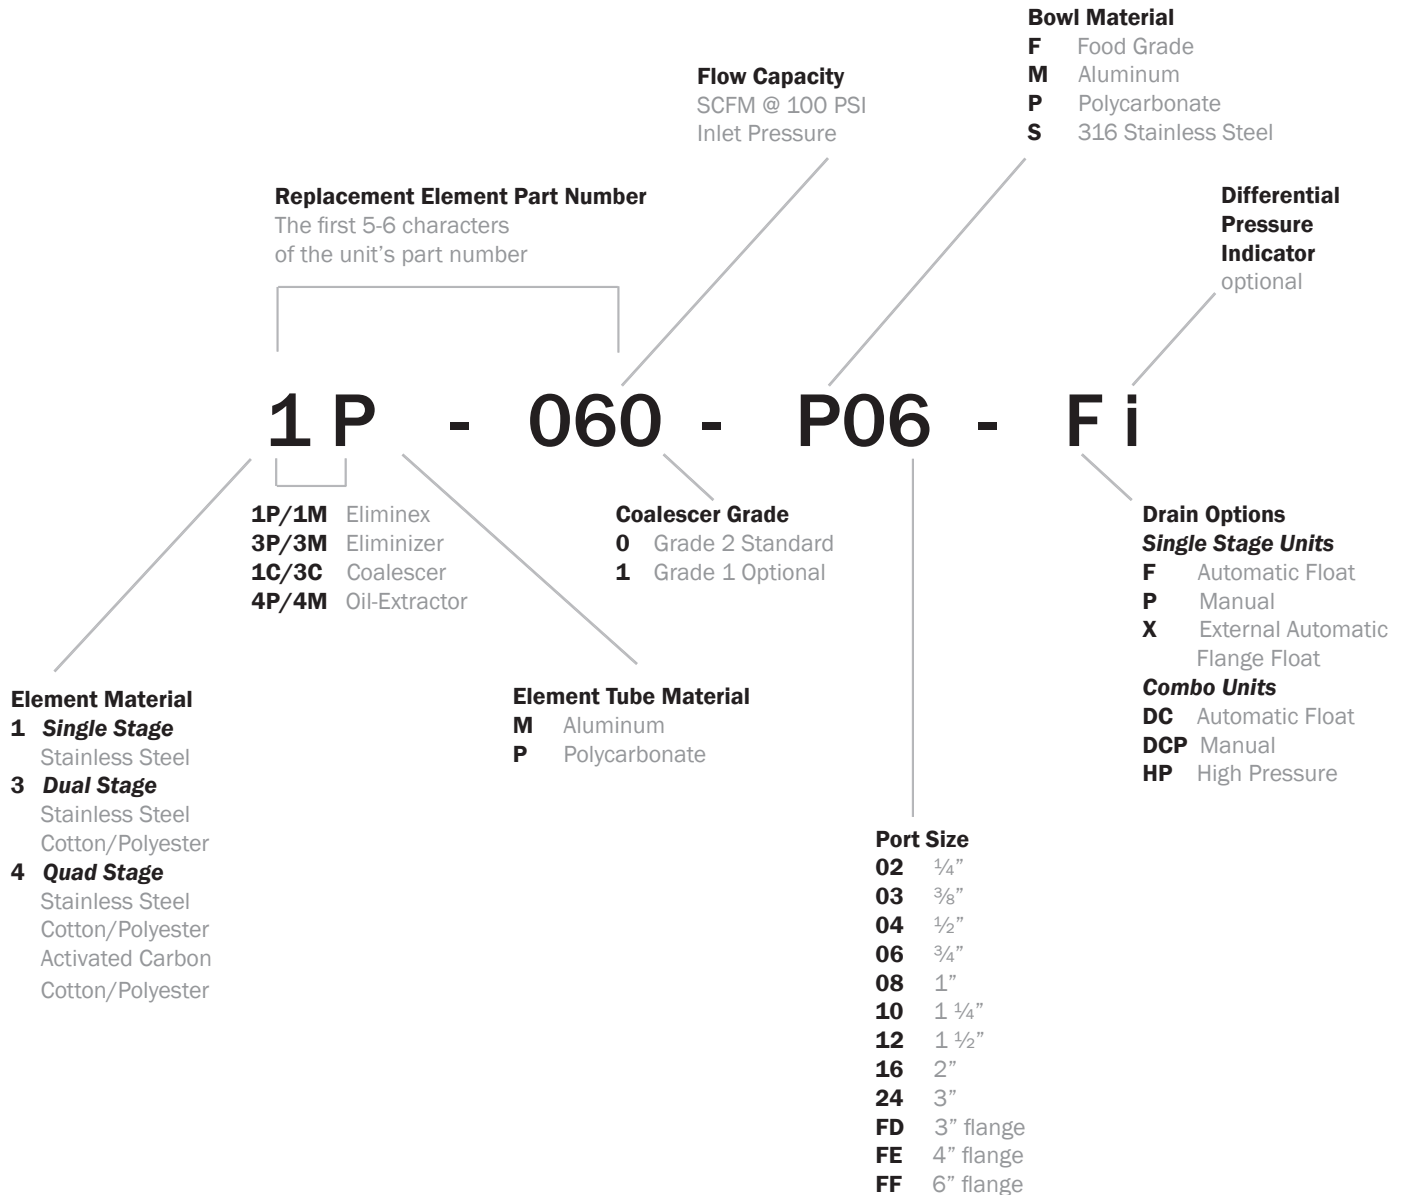 Bowl Material
F Food Grade
M Aluminum
P Polycarbonate
S 316 Stainless Steel
Flow Capacity
SCFM @ 100 PSI
Inlet Pressure
Replacement Element Part Number
The first 5-6 characters
of the unit’s part number
Differential
Pressure
Indicator
optional
1 P - 060 - P06 - F i
1P/1M Eliminex
3P/3M Eliminizer
1C/3C Coalescer
4P/4M Oil-Extractor
Coalescer Grade
0 Grade 2 Standard
1 Grade 1 Optional
Drain Options
Single Stage Units
F Automatic Float
P Manual
X External Automatic
Flange Float
Combo Units
DC Automatic Float
DCP Manual
HP High Pressure
Element Material
1 Single Stage
Stainless Steel
3 Dual Stage
Stainless Steel
Cotton/Polyester
4 Quad Stage
Stainless Steel
Cotton/Polyester
Activated Carbon
Cotton/Polyester
Element Tube Material
M Aluminum
P Polycarbonate
Port Size
02 ¼”
03 ⅜”
04 ½”
06 ¾”
08 1”
10 1 ¼”
12 1 ½”
16 2”
24 3”
FD 3” flange
FE 4” flange
FF 6” flange